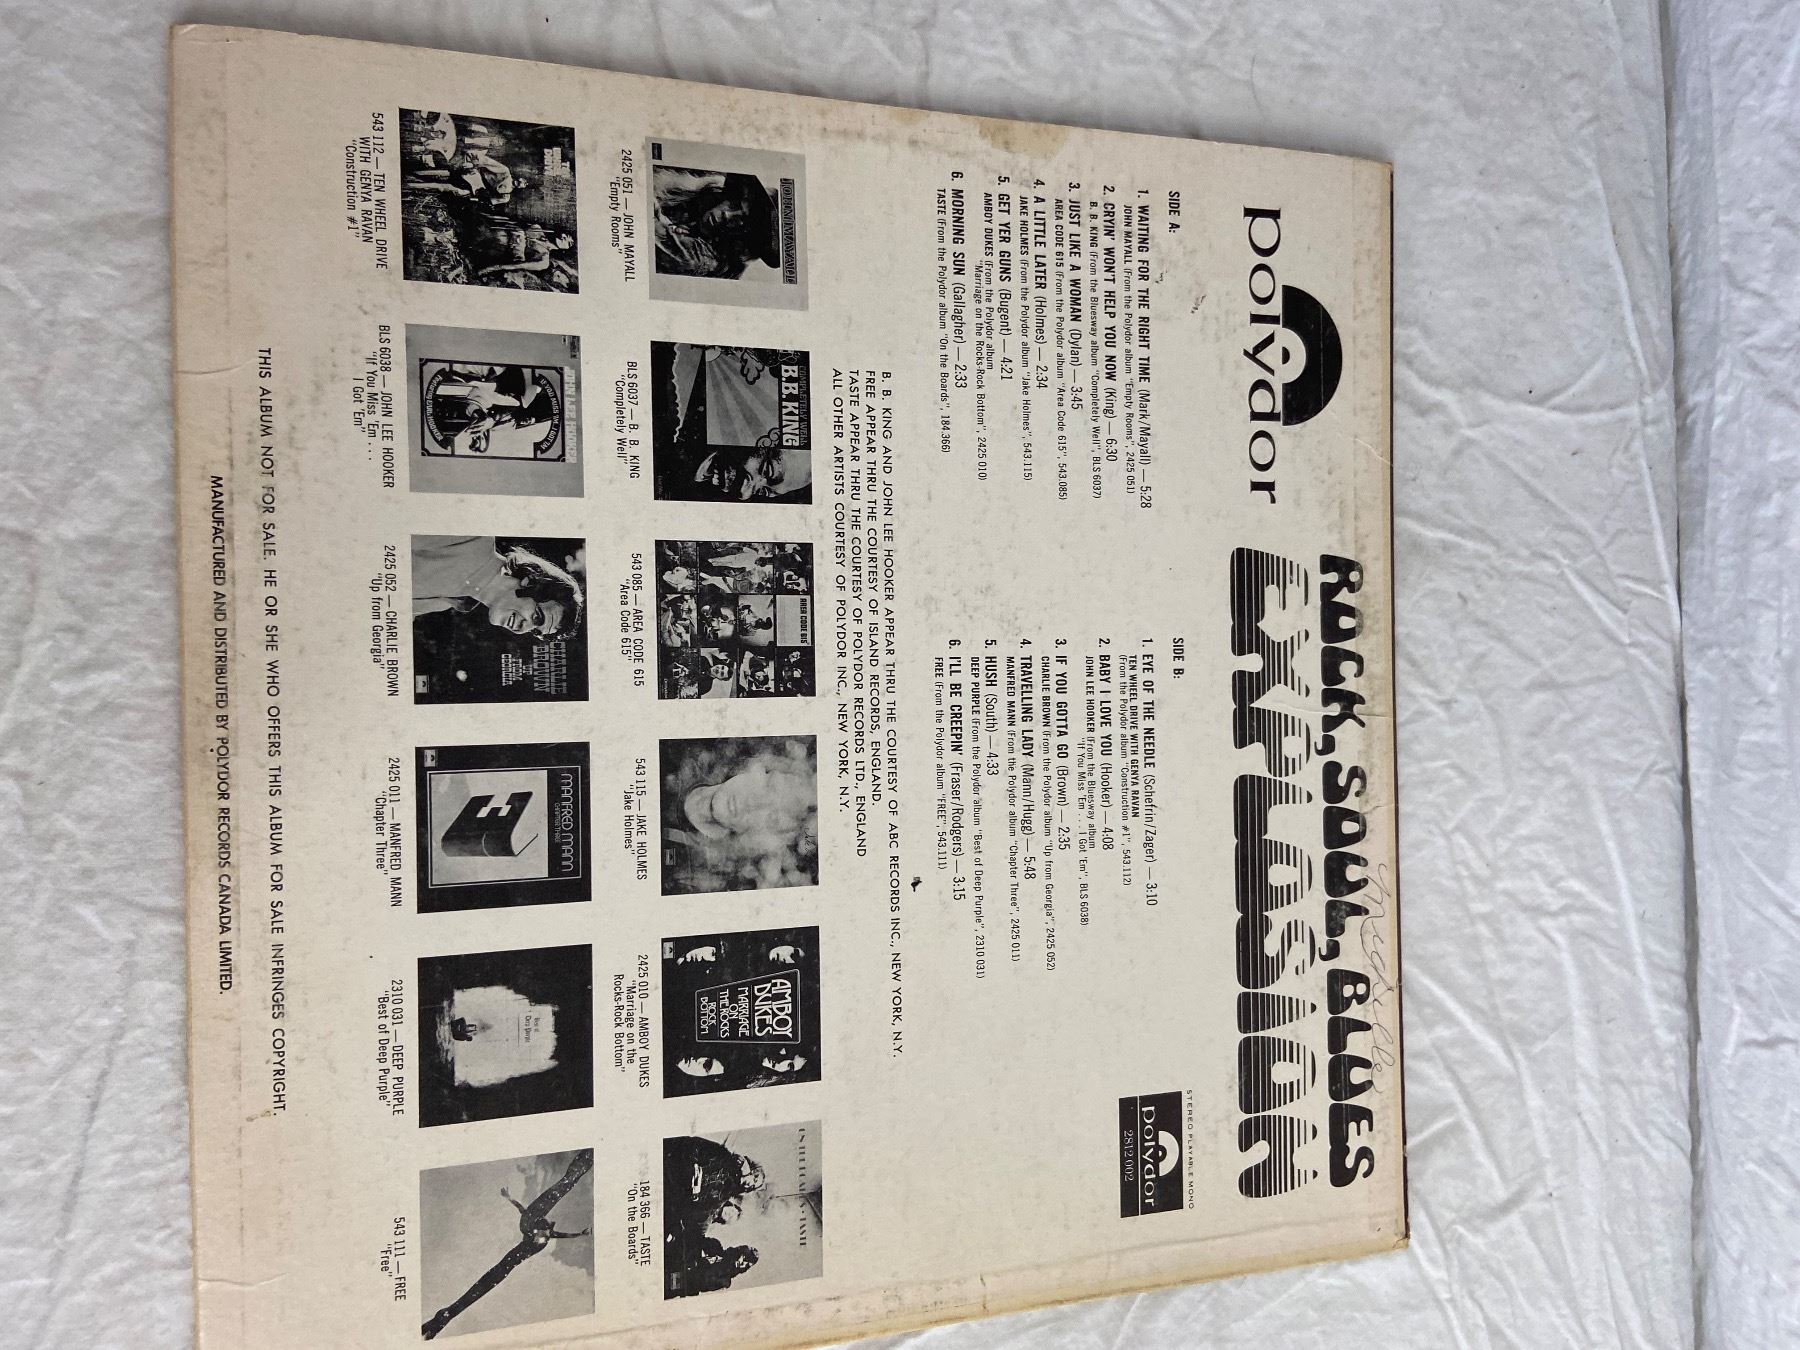 polydor
ROCK, SOUL, BLUES
EXPLOSION
STEREO PLAYABLE MONO
polydor
2812 002
SIDE A:
1. WAITING FOR THE RIGHT TIME (Mark/Mayall) — 5:28
JOHN MAYALL (From the Polydor album "Empty Rooms", 2425 051)
2. CRYIN' WON'T HELP YOU NOW (King) — 6:30
B. B. KING (From the Bluesway album "Completely Well", BLS 6037)
3. JUST LIKE A WOMAN (Dylan) — 3:45
AREA CODE 615 (From the Polydor album "Area Code 615", 543.085)
4. A LITTLE LATER (Holmes) — 2:34
JAKE HOLMES (From the Polydor album "Jake Holmes", 543.115)
5. GET YER GUNS (Bugent) — 4:21
AMBOY DUKES (From the Polydor album
"Marriage on the Rocks-Rock Bottom", 2425 010)
6. MORNING SUN (Gallagher) — 2:33
TASTE (From the Polydor album "On the Boards", 184.366)
SIDE B:
1. EYE OF THE NEEDLE (Schefrin/Zager) — 3:10
TEN WHEEL DRIVE WITH GENYA RAVAN
(From the Polydor album "Construction #1", 543.112)
2. BABY I LOVE YOU (Hooker) — 4:08
JOHN LEE HOOKER (From the Bluesway album
"If You Miss 'Em . . . I Got 'Em", BLS 6038)
3. IF YOU GOTTA GO (Brown) — 2:35
CHARLIE BROWN (From the Polydor album "Up from Georgia", 2425 052)
4. TRAVELLING LADY (Mann/Hugg) — 5:48
MANFRED MANN (From the Polydor album "Chapter Three", 2425 011)
5. HUSH (South) — 4:33
DEEP PURPLE (From the Polydor album "Best of Deep Purple", 2310 031)
6. I'LL BE CREEPIN' (Fraser/Rodgers) — 3:15
FREE (From the Polydor album "FREE", 543.111)
B. B. KING AND JOHN LEE HOOKER APPEAR THRU THE COURTESY OF ABC RECORDS INC., NEW YORK, N.Y.
FREE APPEAR THRU THE COURTESY OF ISLAND RECORDS, ENGLAND.
TASTE APPEAR THRU THE COURTESY OF POLYDOR RECORDS LTD., ENGLAND
ALL OTHER ARTISTS COURTESY OF POLYDOR INC., NEW YORK, N.Y.
JOHN MAYALL
2425 051 — JOHN MAYALL
"Empty Rooms"
COMPLETELY WELL
B.B. KING
BLS 6037 — B. B. KING
"Completely Well"
AREA CODE 615
543 085 — AREA CODE 615
"Area Code 615"
543 115 — JAKE HOLMES
"Jake Holmes"
AMBOY
DUKES
MARRIAGE
ON
THE ROCKS
ROCK
BOTTOM
2425 010 — AMBOY DUKES
"Marriage on the
Rocks-Rock Bottom"
ON THE BOARDS • TASTE
184 366 — TASTE
"On the Boards"
543 112 — TEN WHEEL DRIVE
WITH GENYA RAVAN
"Construction #1"
JOHN LEE HOOKER
BLS 6038 — JOHN LEE HOOKER
"If You Miss 'Em . . .
I Got 'Em"
CHARLIE
BROWN
UP
FROM
GEORGIA
2425 052 — CHARLIE BROWN
"Up from Georgia"
MANFRED MANN
CHAPTER THREE
2425 011 — MANFRED MANN
"Chapter Three"
Best of
Deep Purple
2310 031 — DEEP PURPLE
"Best of Deep Purple"
543 111 — FREE
"Free"
THIS ALBUM NOT FOR SALE. HE OR SHE WHO OFFERS THIS ALBUM FOR SALE INFRINGES COPYRIGHT.
MANUFACTURED AND DISTRIBUTED BY POLYDOR RECORDS CANADA LIMITED.